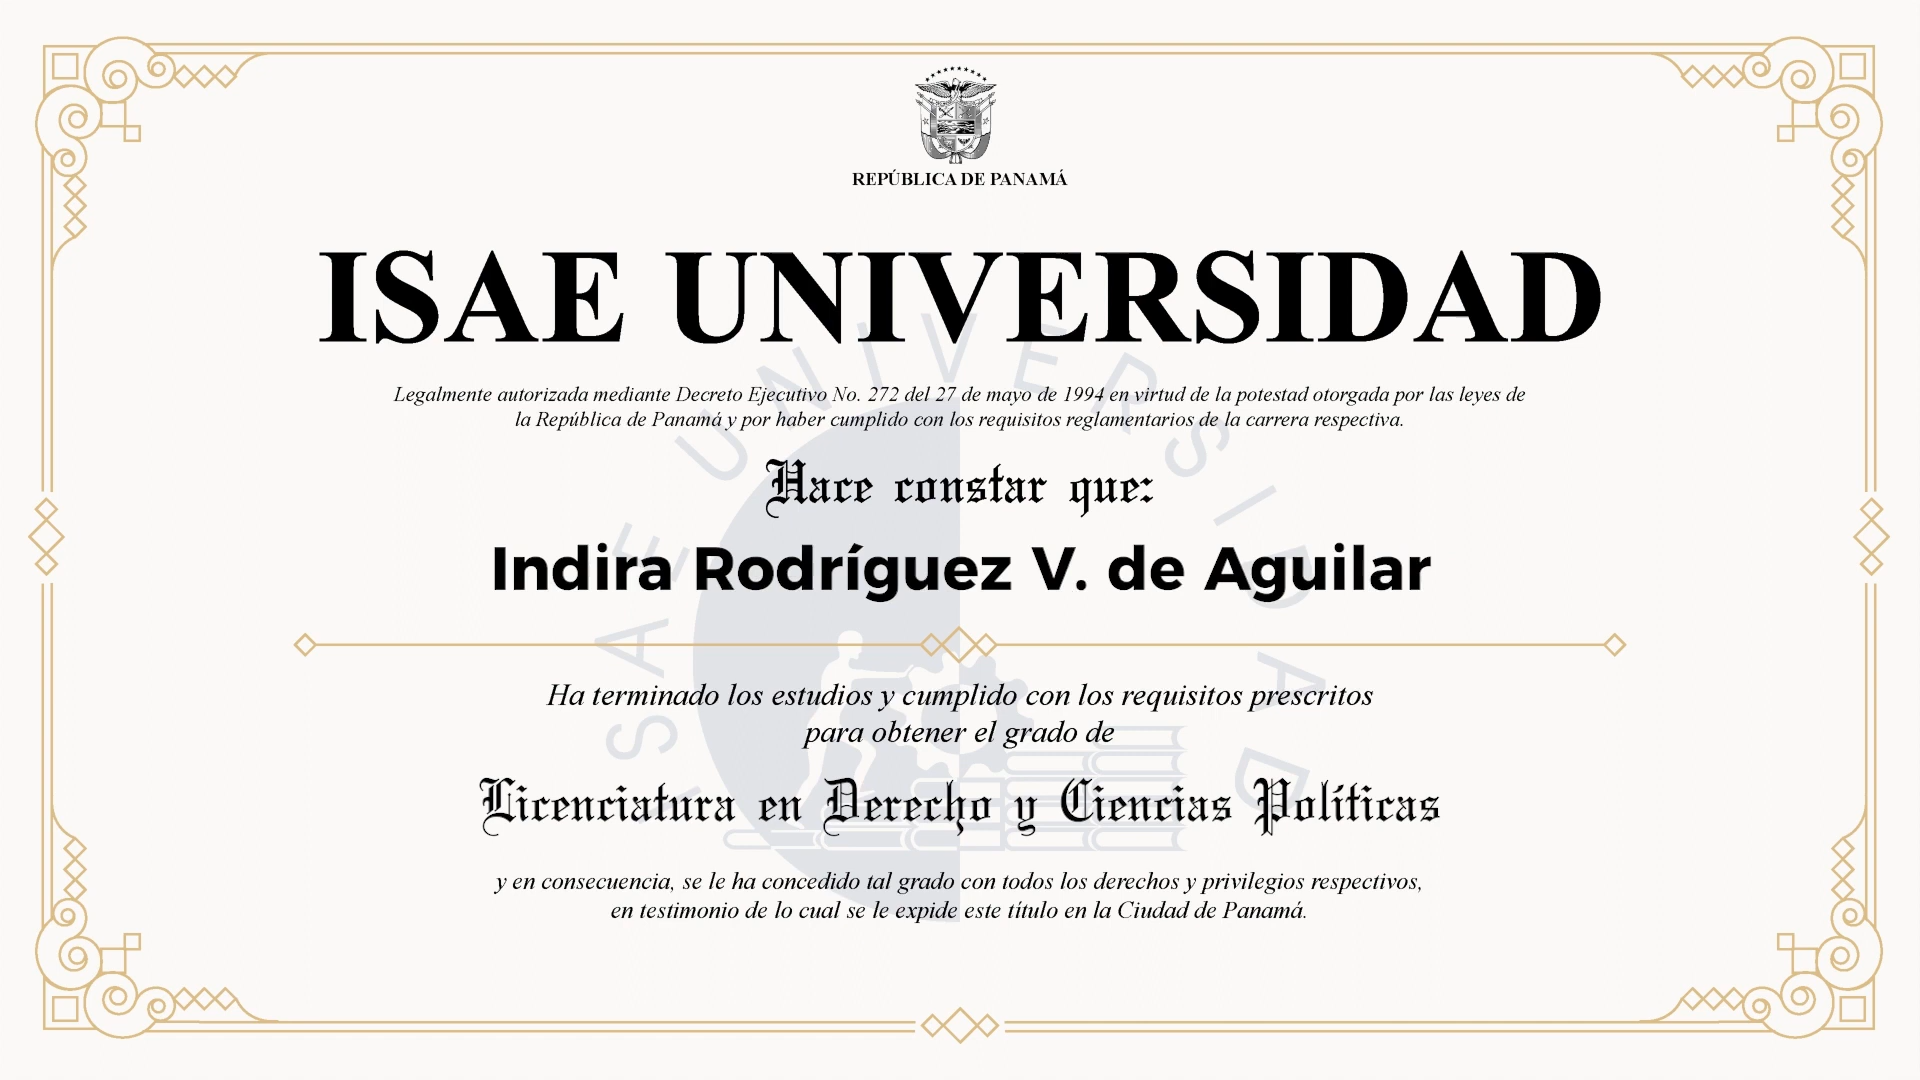 REPÚBLICA DE PANAMÁ
ISAE UNIVERSIDAD
Legalmente autorizada mediante Decreto Ejecutivo No. 272 del 27 de mayo de 1994 en virtud de la potestad otorgada por las leyes de
la República de Panamá y por haber cumplido con los requisitos reglamentarios de la carrera respectiva.
Hace constar que:
Indira Rodríguez V. de Aguilar
Ha terminado los estudios y cumplido con los requisitos prescritos
para obtener el grado de
Licenciatura en Derecho y Ciencias Políticas
y en consecuencia, se le ha concedido tal grado con todos los derechos y privilegios respectivos,
en testimonio de lo cual se le expide este título en la Ciudad de Panamá.
ISAE UNIVERSIDAD